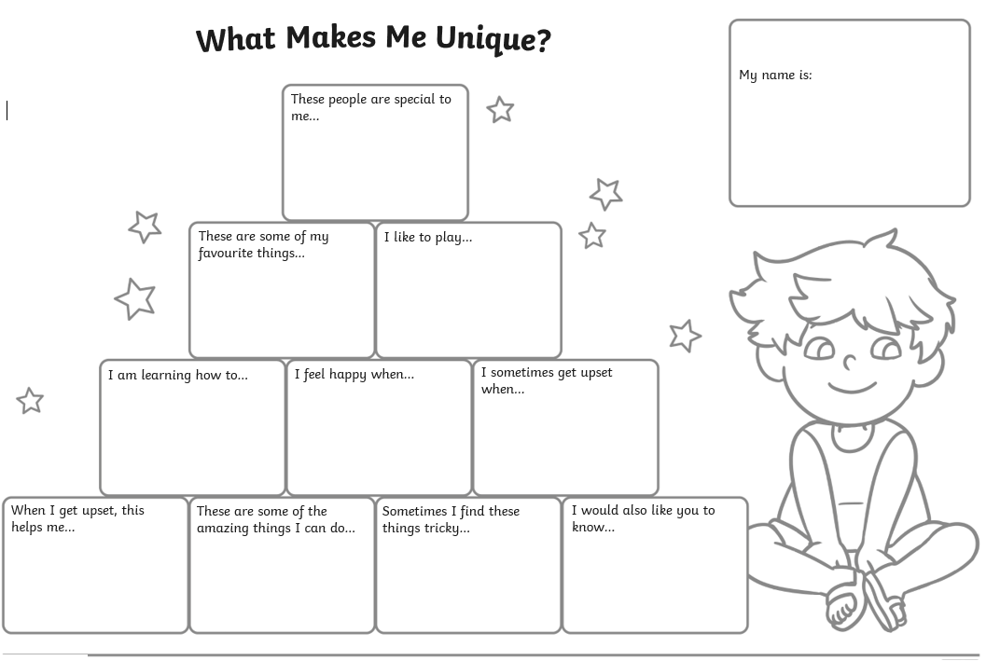 What Makes Me Unique?
My name is:
These people are special to
me...
These are some of my
favourite things...
I like to play...
I am learning how to...
I feel happy when...
I sometimes get upset
when...
When I get upset, this
helps me...
These are some of the
amazing things I can do...
Sometimes I find these
things tricky...
I would also like you to
know...